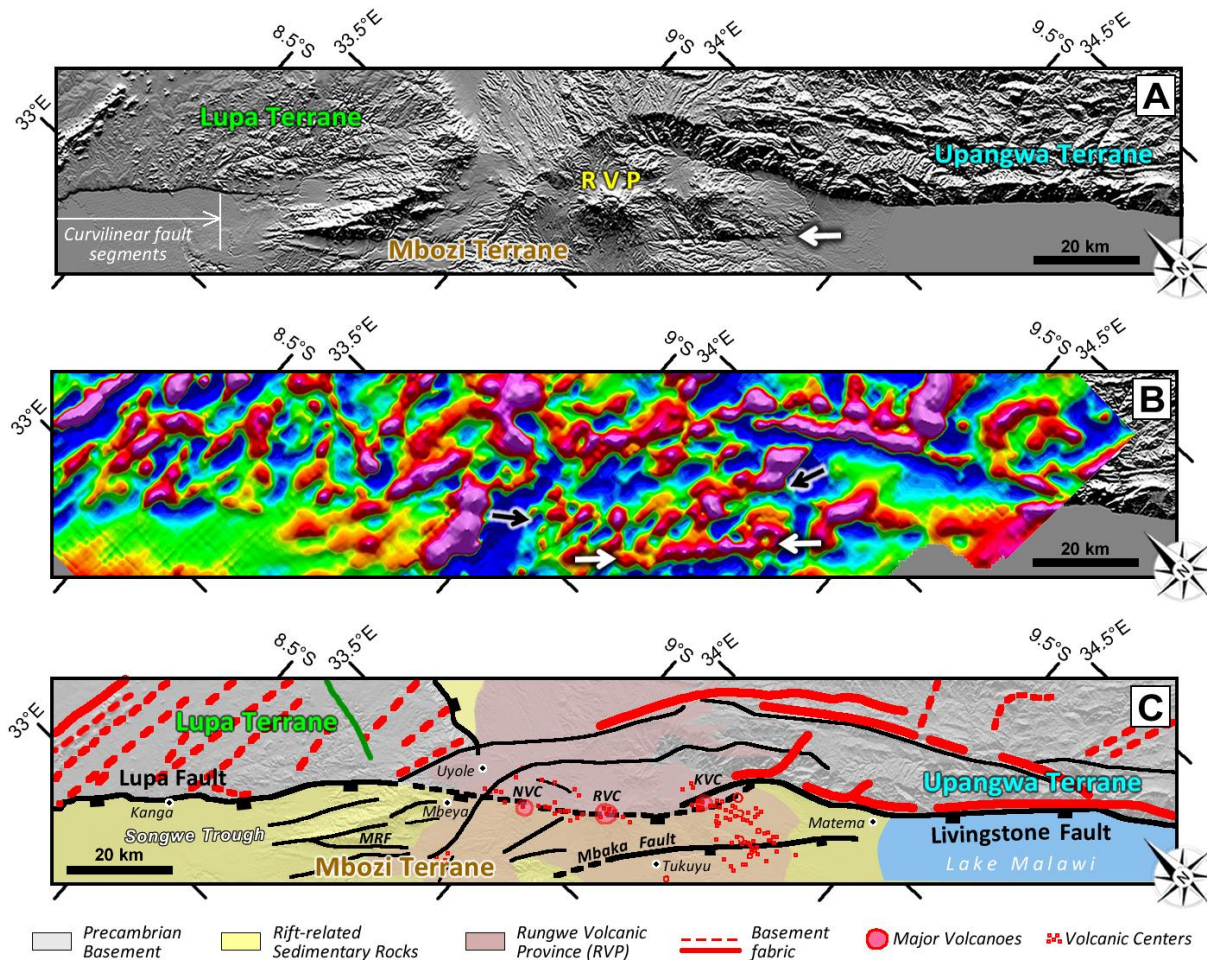 8.5°S 33.5°E 9°S 34°E 9.5°S 34.5°E
33°E
A
Lupa Terrane
Upangwa Terrane
R V P
Curvilinear fault
segments
Mbozi Terrane
20 km
N
8.5°S 33.5°E 9°S 34°E 9.5°S 34.5°E
33°E
B
20 km
N
8.5°S 33.5°E 9°S 34°E 9.5°S 34.5°E
33°E
C
Lupa Terrane
Uyole
Lupa Fault
KVC
Upangwa Terrane
Kanga
Mbeya
NVC
RVC
Matema
Songwe Trough
MRF
Mbaka Fault
Livingstone Fault
20 km
Mbozi Terrane
Tukuyu
Lake Malawi
N
Precambrian
Basement
Rift-related
Sedimentary Rocks
Rungwe Volcanic
Province (RVP)
Basement
fabric
Major Volcanoes
Volcanic Centers